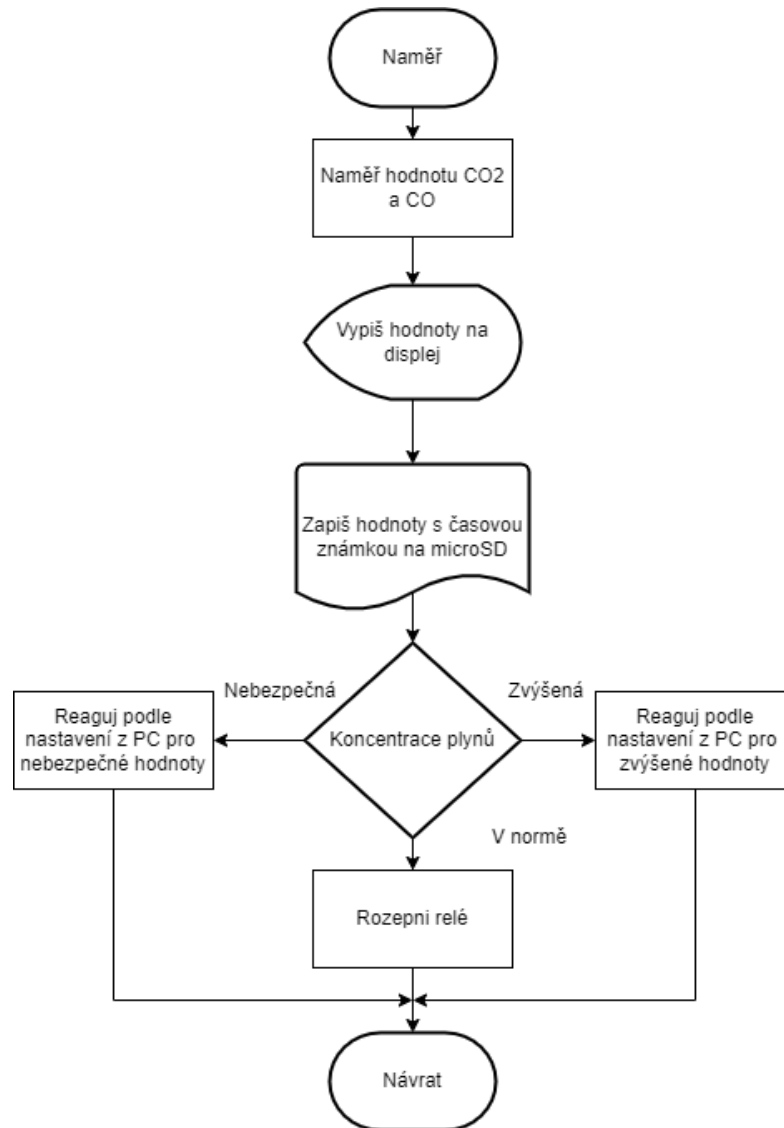 Naměř
Naměř hodnotu CO2
a CO
Vypiš hodnoty na
displej
Zapiš hodnoty s časovou
známkou na microSD
Nebezpečná
Zvýšená
Reaguj podle
nastavení z PC pro
nebezpečné hodnoty
Koncentrace plynů
Reaguj podle
nastavení z PC pro
zvýšené hodnoty
V normě
Rozepni relé
Návrat